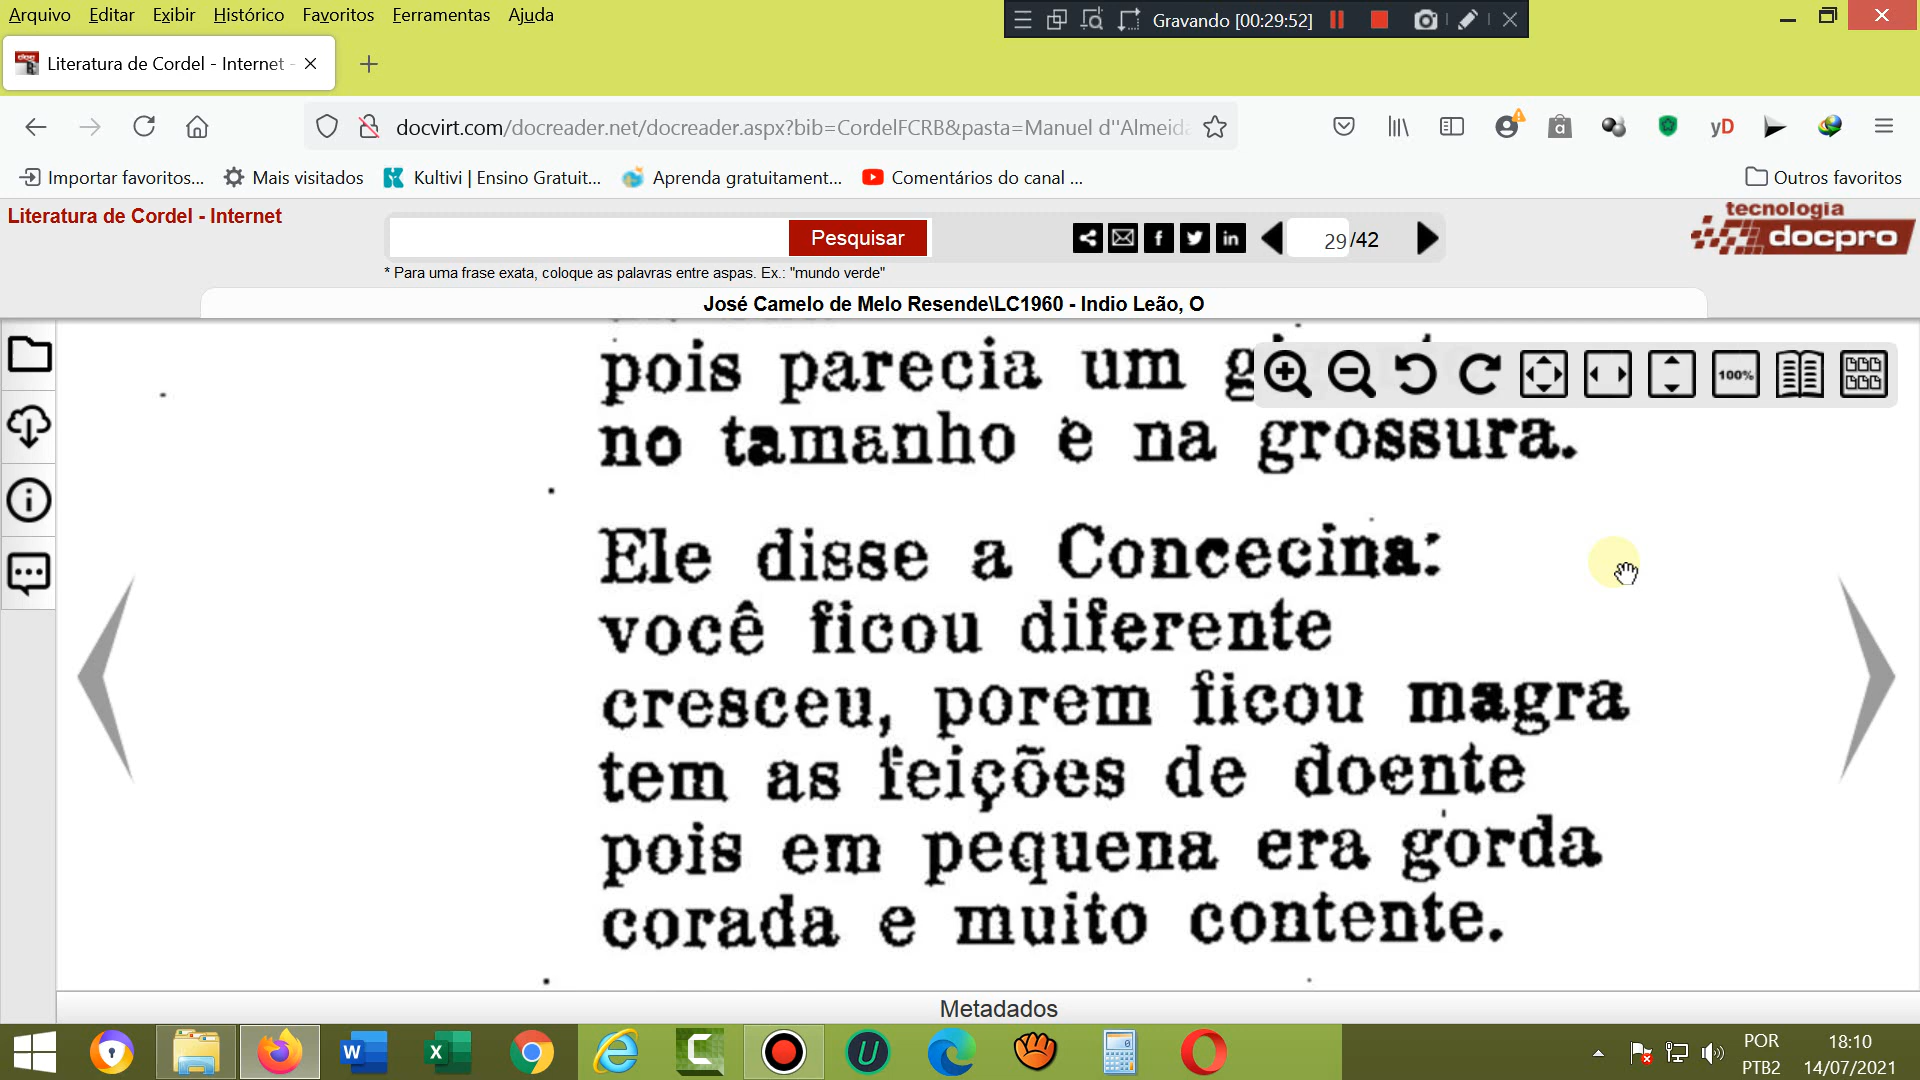 Arquivo Editar Exibir Histórico Favoritos Ferramentas Ajuda
Gravando [00:29:52]
Literatura de Cordel - Internet -
docvirt.com/docreader.net/docreader.aspx?bib=CordelFCRB&pasta=Manuel d''Almeida
Importar favoritos... Mais visitados Kultivi | Ensino Gratuit... Aprenda gratuitament... Comentários do canal ... Outros favoritos
Literatura de Cordel - Internet
Pesquisar
29 /42
tecnologia
docpro
* Para uma frase exata, coloque as palavras entre aspas. Ex.: "mundo verde"
José Camelo de Melo Resende\LC1960 - Indio Leão, O
100%
pois parecia um
no tamanho e na grossura.
Ele disse a Concecina:
você ficou diferente
cresceu, porem ficou magra
tem as feições de doente
pois em pequena era gorda
corada e muito contente.
Metadados
POR
PTB2
18:10
14/07/2021